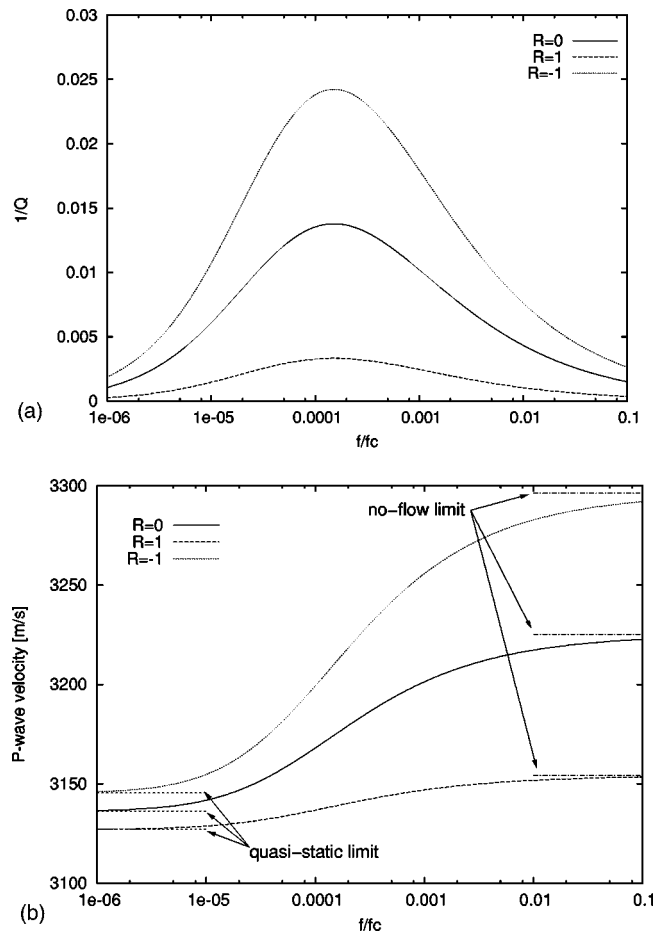 0.03
R=0
R=1
R=-1
0.025
0.02
0.015
0.01
0.005
0
1/Q
1e-06 1e-05 0.0001 0.001 0.01 0.1
f/fc
(a)
3300
no-flow limit
R=0
R=1
R=-1
3250
3200
3150
3100
P-wave velocity [m/s]
quasi-static limit
1e-06 1e-05 0.0001 0.001 0.01 0.1
f/fc
(b)